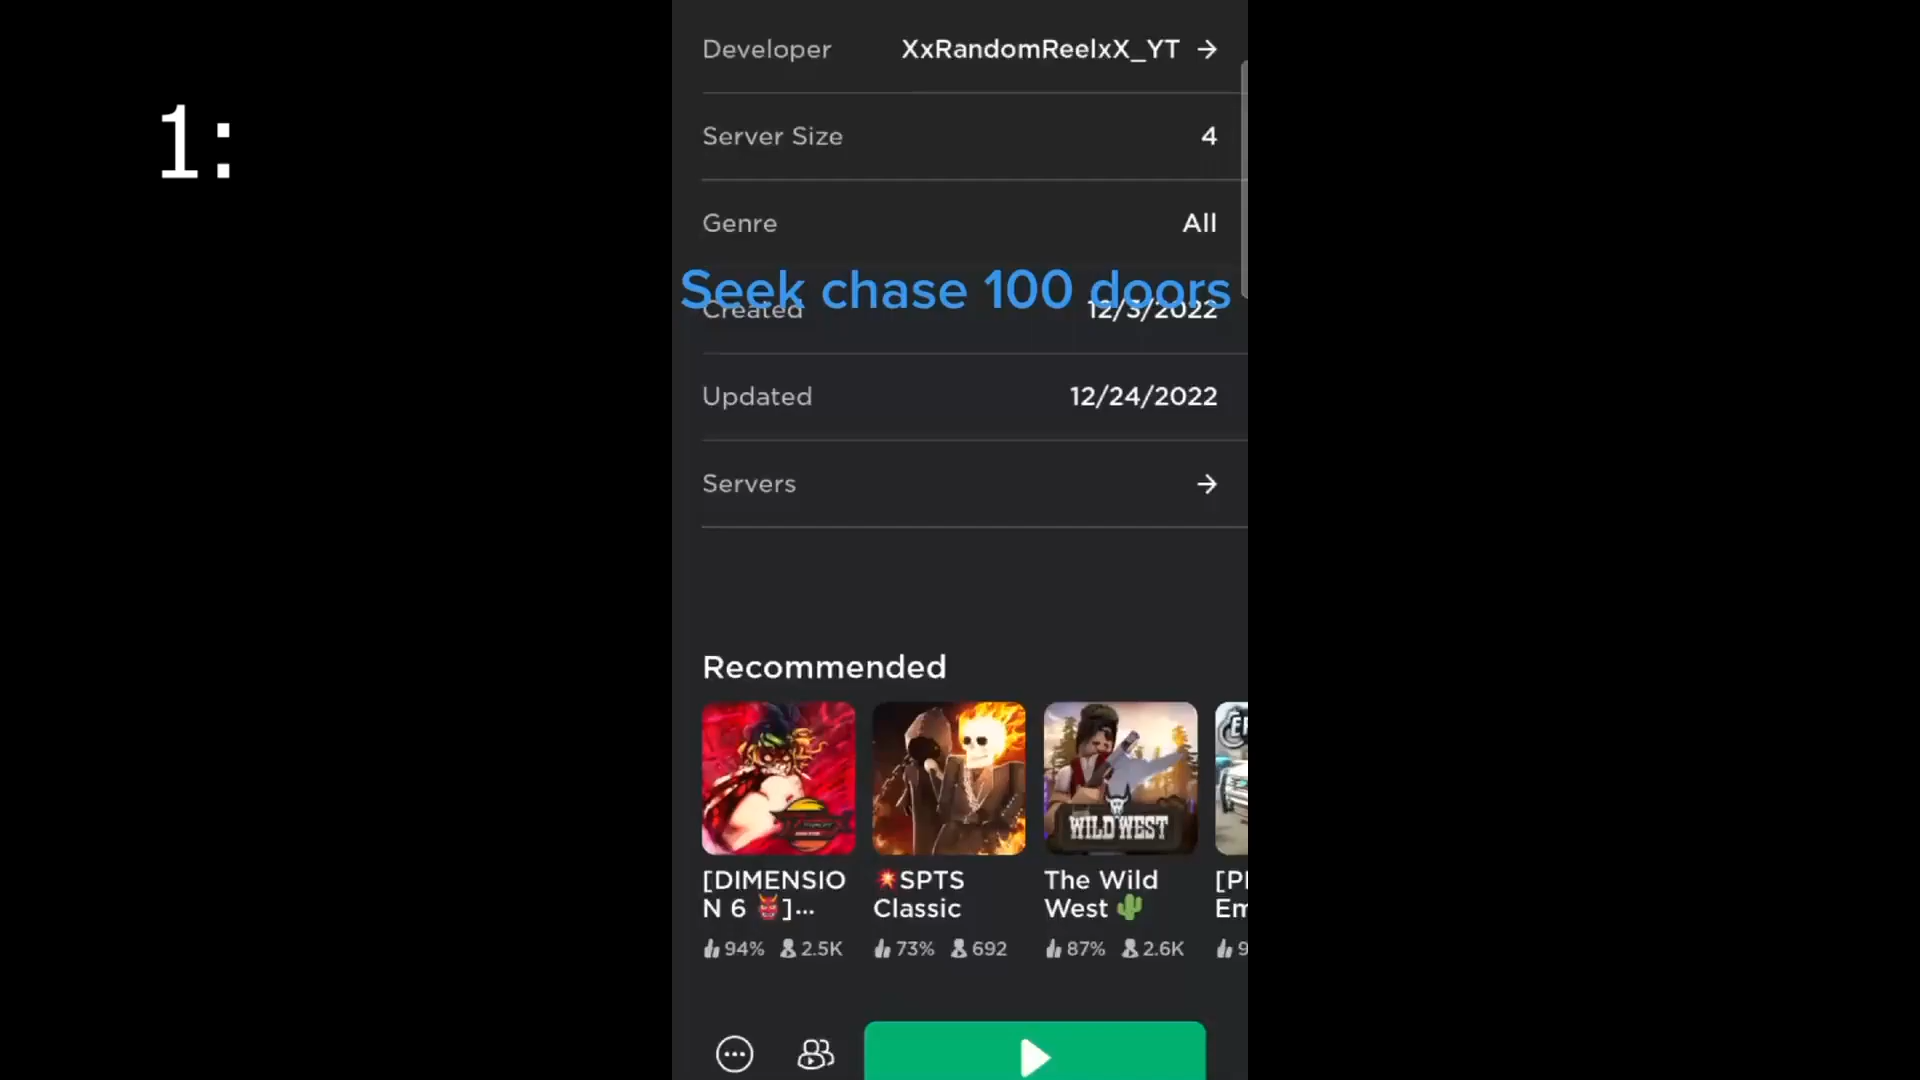 1:
Developer XxRandomReelxX_YT
Server Size 4
Genre All
Seek chase 100 doors
Created 12/3/2022
Updated 12/24/2022
Servers
Recommended
WILD WEST
[DIMENSIO
N 6 👹]...
94% 2.5K
💥SPTS
Classic
73% 692
The Wild
West 🌵
87% 2.6K